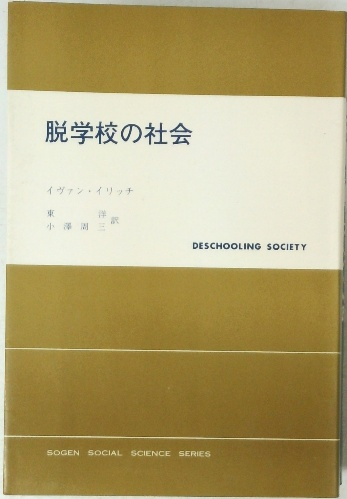 脱学校の社会
イヴァン・イリッチ
東　洋
小澤周三 訳
DESCHOOLING SOCIETY
SOGEN SOCIAL SCIENCE SERIES